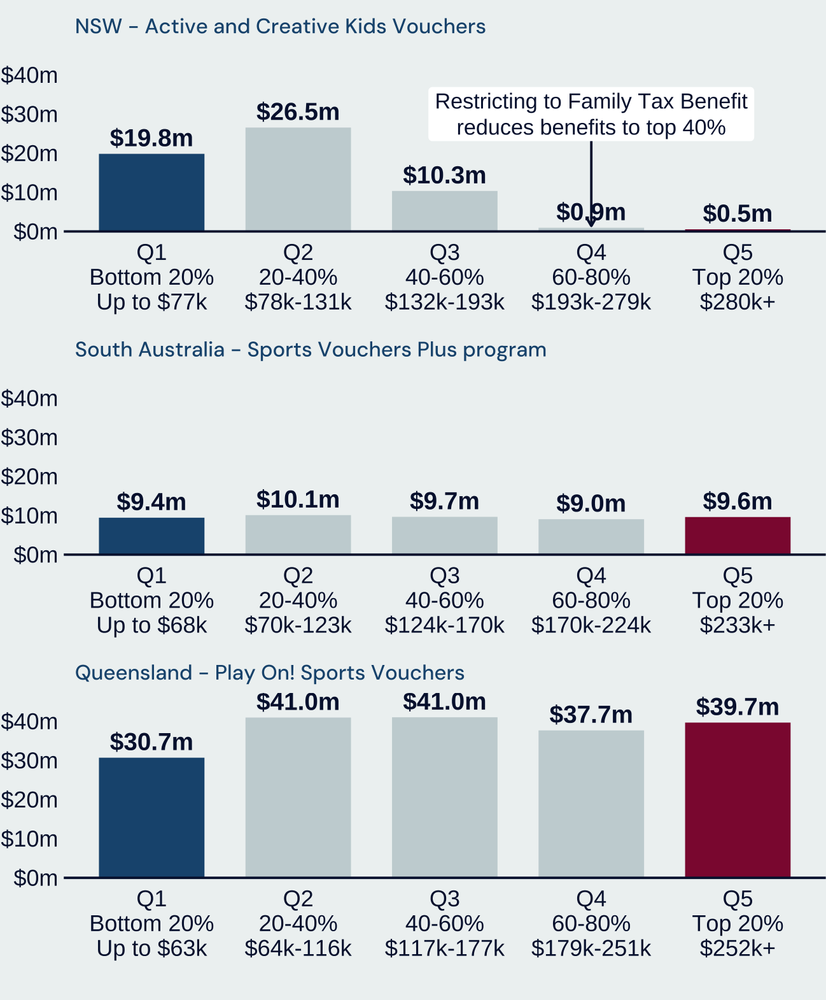 NSW – Active and Creative Kids Vouchers
$40m
$30m
$20m
$10m
$0m
Restricting to Family Tax Benefit
reduces benefits to top 40%
$19.8m
$26.5m
$10.3m
$0.9m
$0.5m
Q1
Bottom 20%
Up to $77k
Q2
20-40%
$78k-131k
Q3
40-60%
$132k-193k
Q4
60-80%
$193k-279k
Q5
Top 20%
$280k+
South Australia – Sports Vouchers Plus program
$40m
$30m
$20m
$10m
$0m
$9.4m
$10.1m
$9.7m
$9.0m
$9.6m
Q1
Bottom 20%
Up to $68k
Q2
20-40%
$70k-123k
Q3
40-60%
$124k-170k
Q4
60-80%
$170k-224k
Q5
Top 20%
$233k+
Queensland – Play On! Sports Vouchers
$40m
$30m
$20m
$10m
$0m
$30.7m
$41.0m
$41.0m
$37.7m
$39.7m
Q1
Bottom 20%
Up to $63k
Q2
20-40%
$64k-116k
Q3
40-60%
$117k-177k
Q4
60-80%
$179k-251k
Q5
Top 20%
$252k+